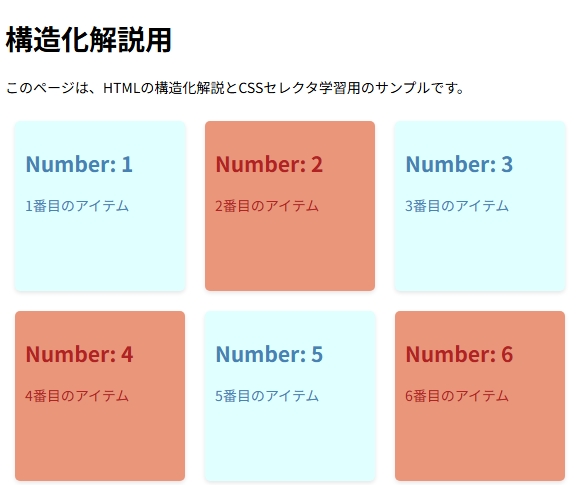 構造化解説用
このページは、HTMLの構造化解説とCSSセレクタ学習用のサンプルです。
Number: 1
1番目のアイテム
Number: 2
2番目のアイテム
Number: 3
3番目のアイテム
Number: 4
4番目のアイテム
Number: 5
5番目のアイテム
Number: 6
6番目のアイテム